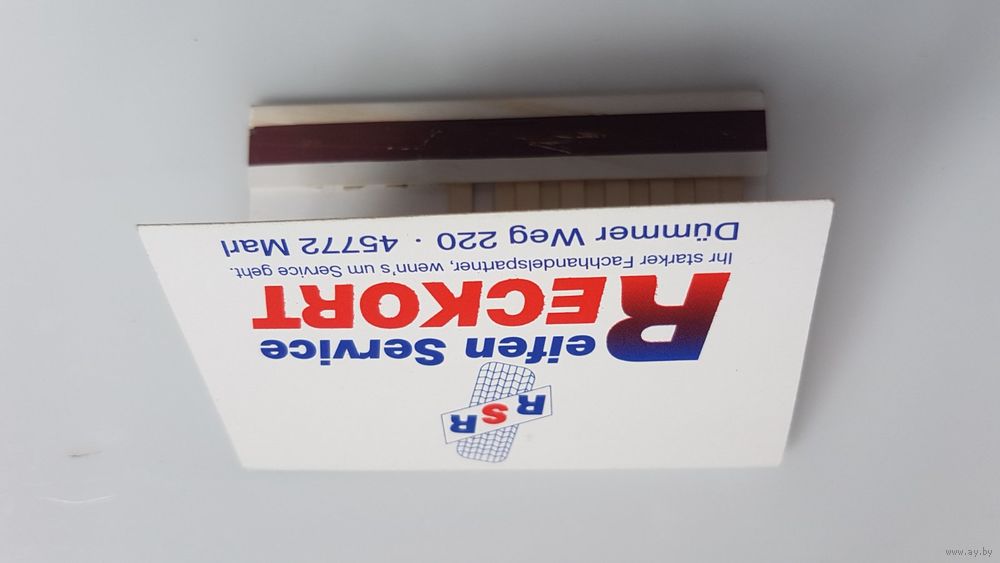 RSR
Reifen Service
RECKORT
Ihr starker Fachhandelspartner, wenn's um Service geht.
Dümmer Weg 220 · 45772 Marl
www.ay.by